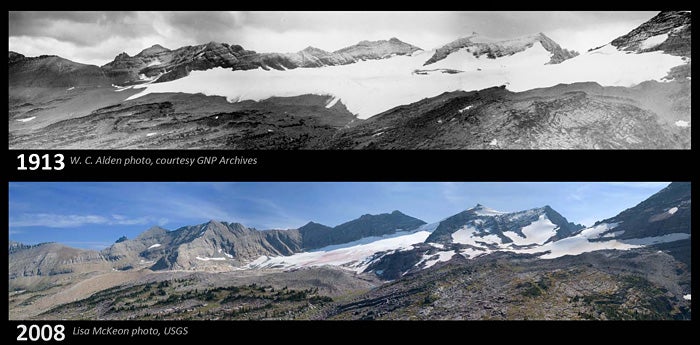 1913 W. C. Alden photo, courtesy GNP Archives
2008 Lisa McKeon photo, USGS